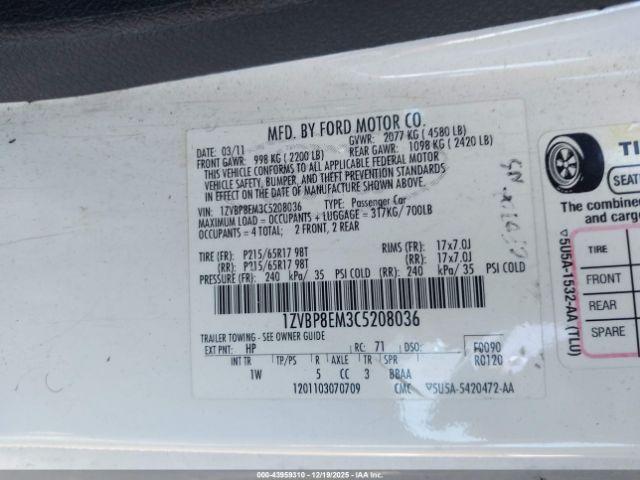 MFD. BY FORD MOTOR CO.
DATE: 03/11 GVWR: 2077 KG ( 4580 LB)
FRONT GAWR: 998 KG ( 2200 LB) REAR GAWR: 1098 KG ( 2420 LB)
THIS VEHICLE CONFORMS TO ALL APPLICABLE FEDERAL MOTOR
VEHICLE SAFETY, BUMPER, AND THEFT PREVENTION STANDARDS
IN EFFECT ON THE DATE OF MANUFACTURE SHOWN ABOVE.
VIN: 1ZVBP8EM3C5208036 TYPE: Passenger Car
MAXIMUM LOAD = OCCUPANTS + LUGGAGE = 317KG/ 700LB
OCCUPANTS = 4 TOTAL; 2 FRONT, 2 REAR
TIRE (FF): P215/65R17 98T RIMS (FF): 17x7.0J
(RR): P215/65R17 98T (RR): 17x7.0J
PRESSURE (FF): 240 kPa/ 35 PSI COLD (RR): 240 kPa/ 35 PSI COLD
1ZVBP8EM3C5208036
TRAILER TOWING - SEE OWNER GUIDE
EXT PNT: HP RC: 71 DSO: F0090
R0120
INT TR TP/PS R AXLE TR SPR
1W 5 CC 3 BBAA
1201103070709 CMC ▽5U5A-5420472-AA
TI
SEATI
The combined
and cargo
▽5U5A-1532-AA (TLU)
TIRE
FRONT
REAR
SPARE
000-43959310 - 12/19/2025 - IAA Inc.